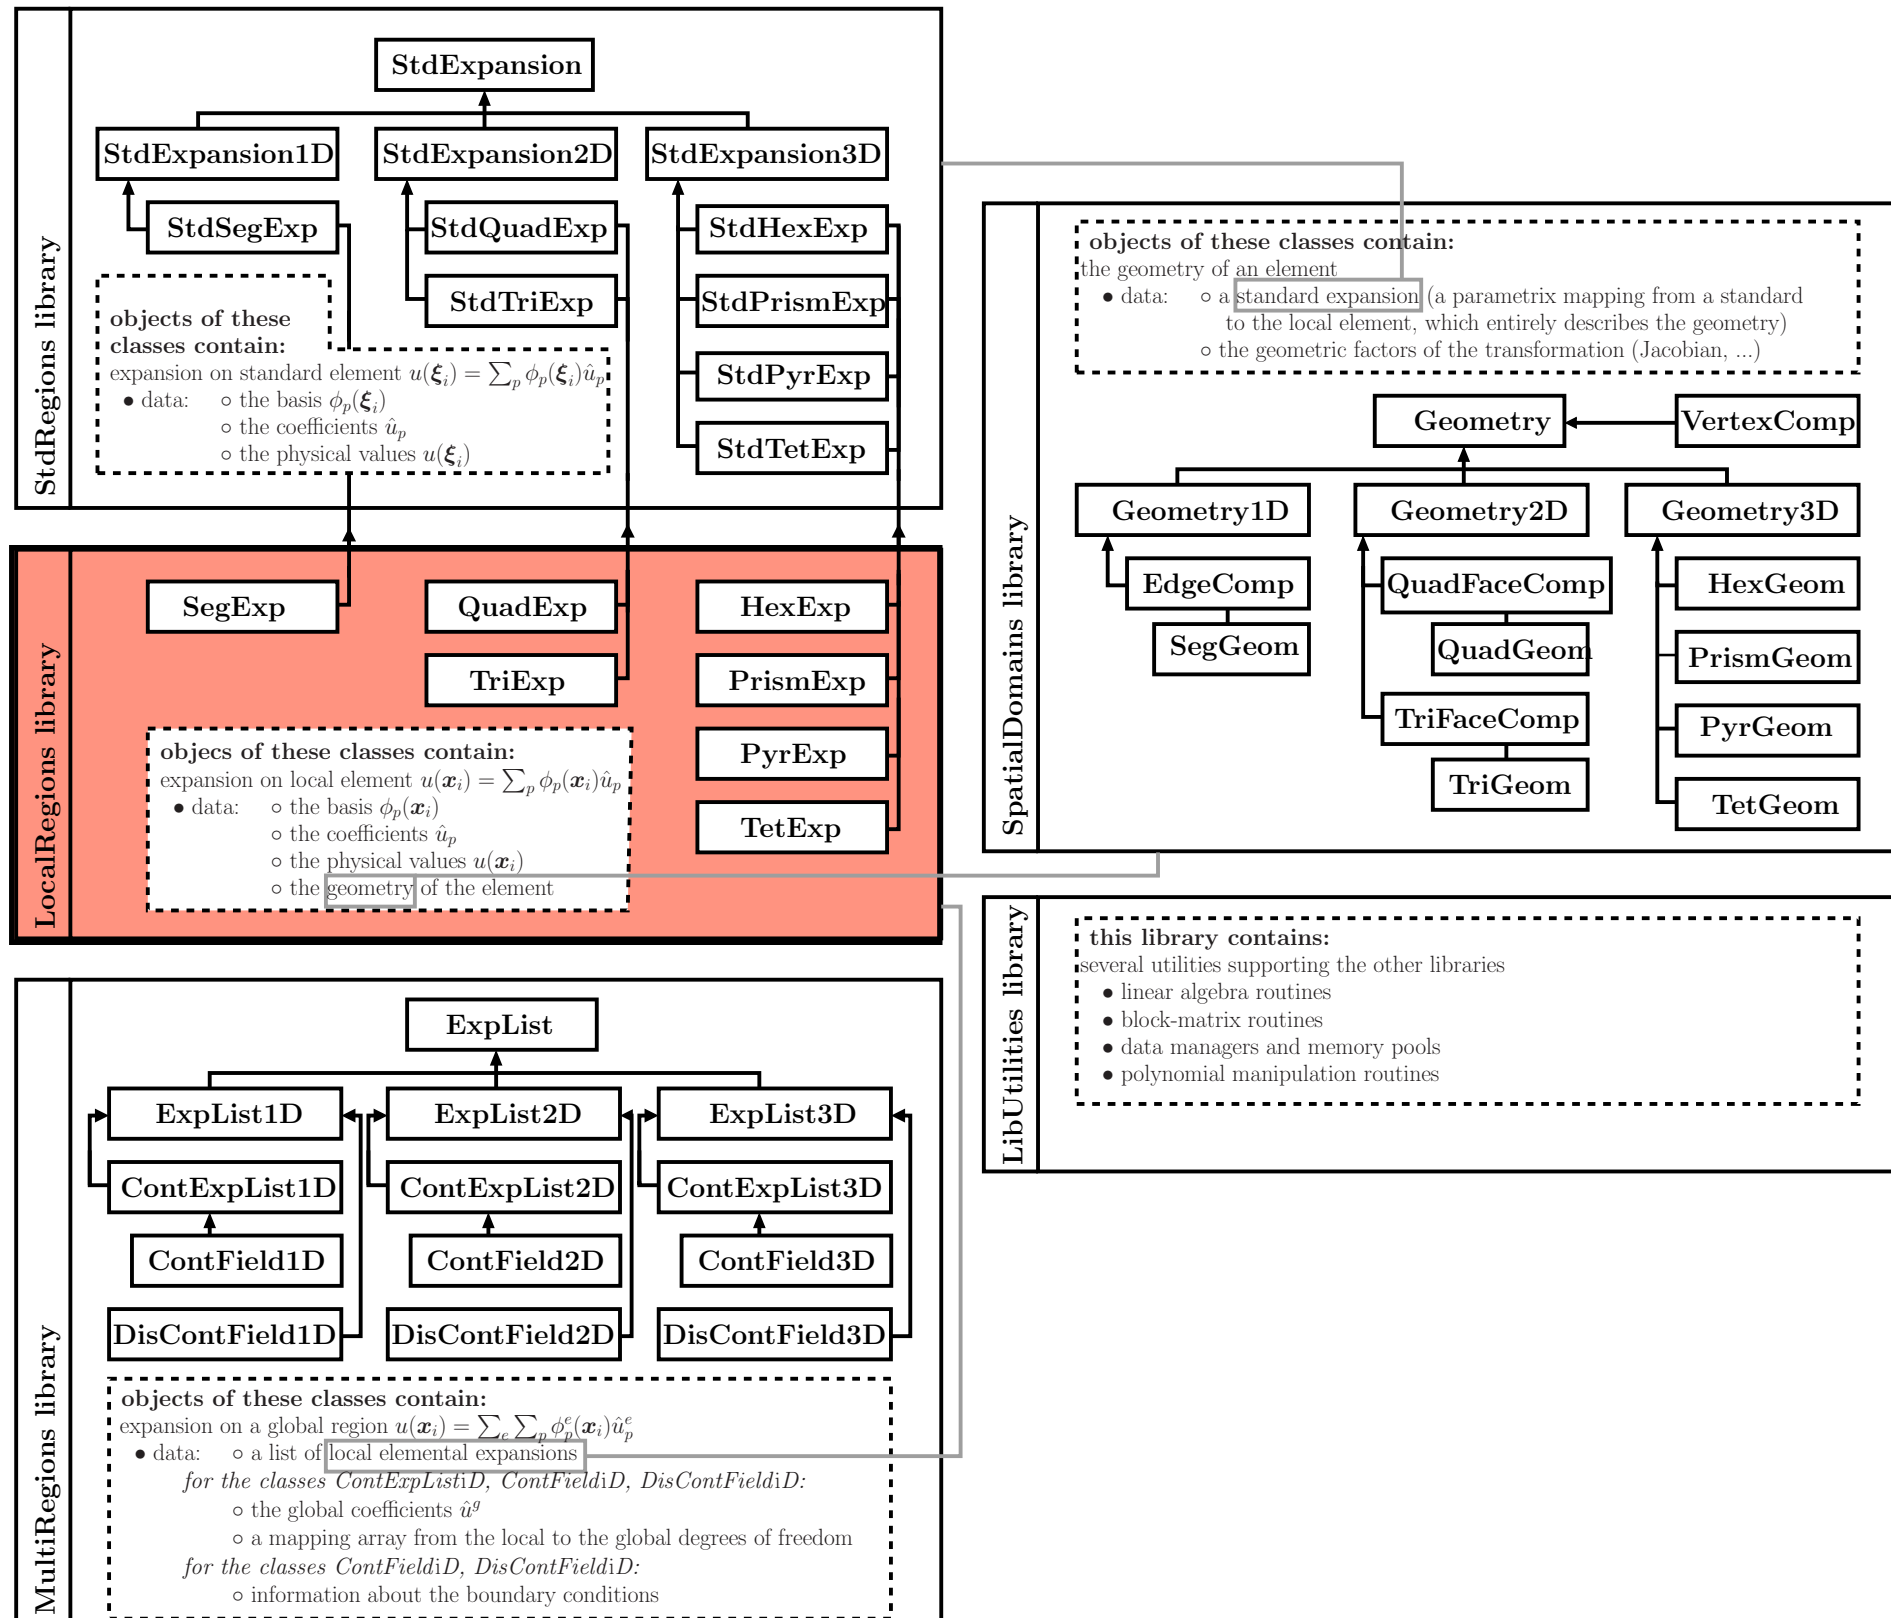 StdRegions library
StdExpansion
StdExpansion1D
StdExpansion2D
StdExpansion3D
StdSegExp
StdQuadExp
StdHexExp
StdTriExp
StdPrismExp
StdPyrExp
StdTetExp
objects of these
classes contain:
expansion on standard element u(ξ_i) = ∑_p ϕ_p(ξ_i)û_p
• data: ○ the basis ϕ_p(ξ_i)
○ the coefficients û_p
○ the physical values u(ξ_i)
LocalRegions library
SegExp
QuadExp
HexExp
TriExp
PrismExp
PyrExp
TetExp
objecs of these classes contain:
expansion on local element u(x_i) = ∑_p ϕ_p(x_i)û_p
• data: ○ the basis ϕ_p(x_i)
○ the coefficients û_p
○ the physical values u(x_i)
○ the geometry of the element
MultiRegions library
ExpList
ExpList1D
ExpList2D
ExpList3D
ContExpList1D
ContExpList2D
ContExpList3D
ContField1D
ContField2D
ContField3D
DisContField1D
DisContField2D
DisContField3D
objects of these classes contain:
expansion on a global region u(x_i) = ∑_e ∑_p ϕ_p^e(x_i)û_p^e
• data: ○ a list of local elemental expansions
for the classes ContExpListiD, ContFieldiD, DisContFieldiD:
○ the global coefficients û^g
○ a mapping array from the local to the global degrees of freedom
for the classes ContFieldiD, DisContFieldiD:
○ information about the boundary conditions
SpatialDomains library
objects of these classes contain:
the geometry of an element
• data: ○ a standard expansion (a parametrix mapping from a standard
to the local element, which entirely describes the geometry)
○ the geometric factors of the transformation (Jacobian, ...)
Geometry
VertexComp
Geometry1D
Geometry2D
Geometry3D
EdgeComp
QuadFaceComp
HexGeom
SegGeom
QuadGeom
PrismGeom
TriFaceComp
PyrGeom
TriGeom
TetGeom
LibUtilities library
this library contains:
several utilities supporting the other libraries
• linear algebra routines
• block-matrix routines
• data managers and memory pools
• polynomial manipulation routines